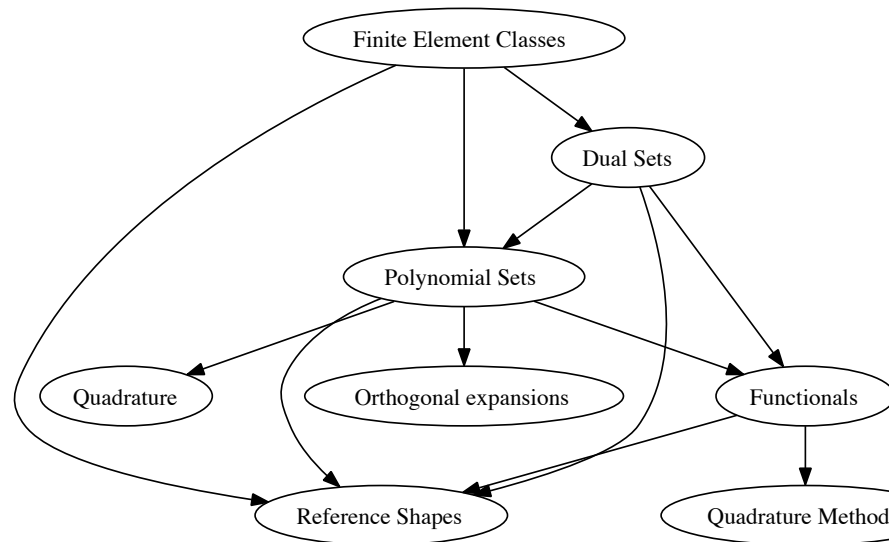 Finite Element Classes
Dual Sets
Polynomial Sets
Quadrature
Orthogonal expansions
Functionals
Reference Shapes
Quadrature Method